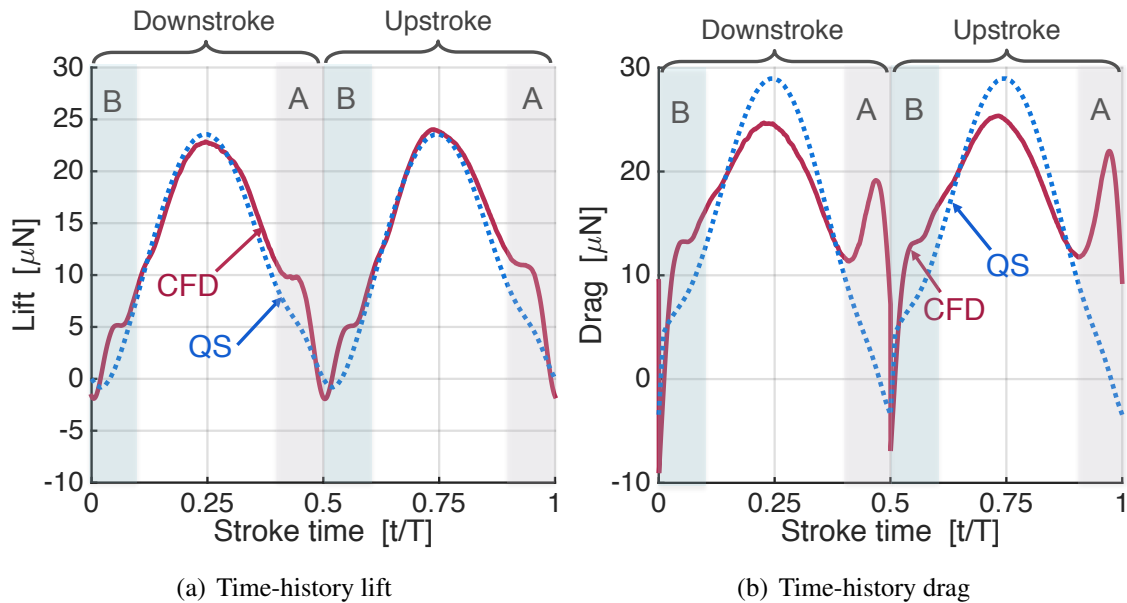 Downstroke Upstroke
30
25
20
15
10
5
0
-5
-10
Lift [μN]
B A B A
CFD
QS
0 0.25 0.5 0.75 1
Stroke time [t/T]
(a) Time-history lift
Downstroke Upstroke
30
20
10
0
-10
Drag [μN]
B A B A
QS
CFD
0 0.25 0.5 0.75 1
Stroke time [t/T]
(b) Time-history drag